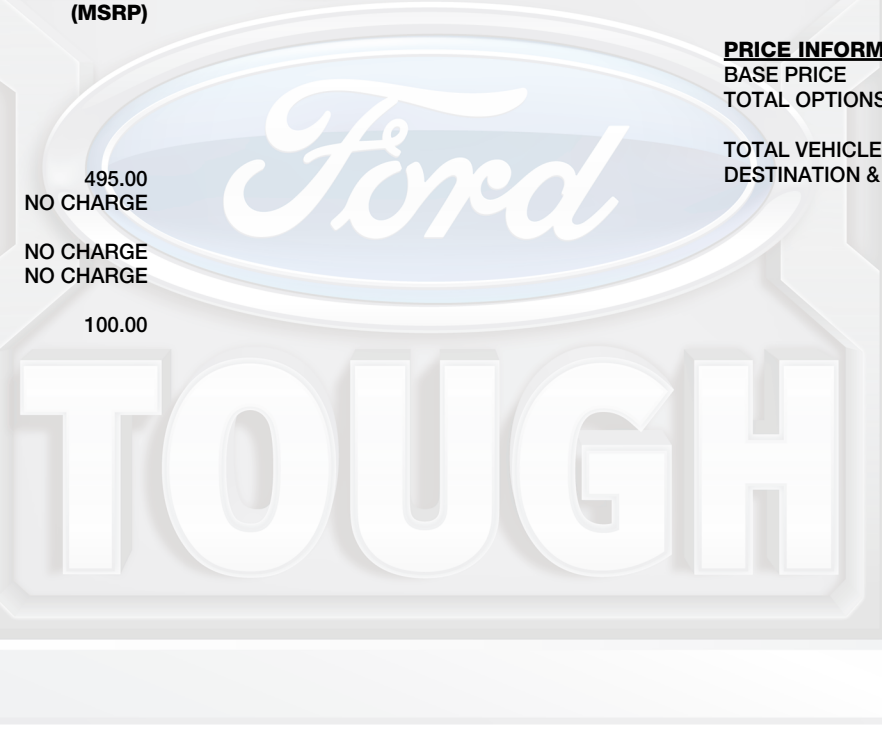 (MSRP)
495.00
NO CHARGE
NO CHARGE
NO CHARGE
100.00
PRICE INFORM
BASE PRICE
TOTAL OPTIONS
TOTAL VEHICLE
DESTINATION &
Ford
TOUGH